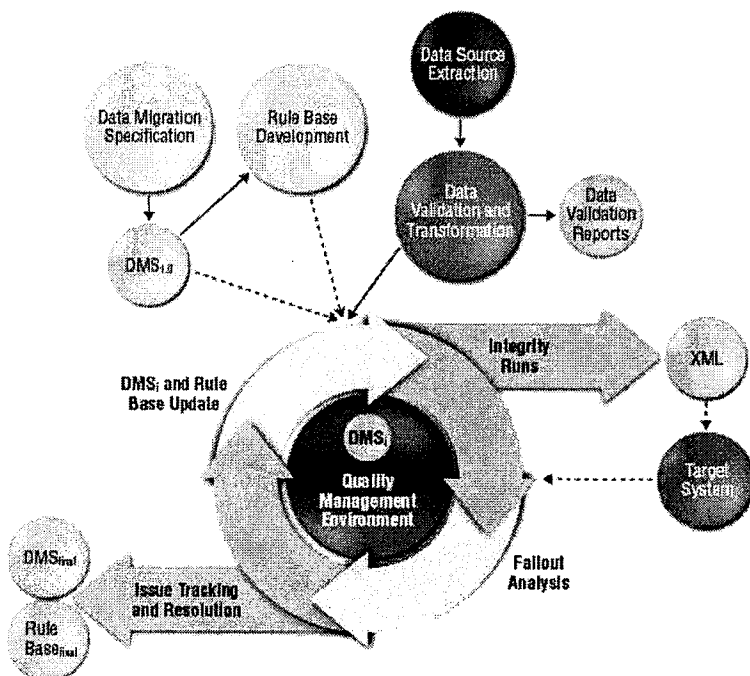 Data Source
Extraction
Data Migration
Specification
Rule Base
Development
Data
Validation and
Transformation
Data
Validation
Reports
DMS1.0
Integrity
Runs
XML
DMSi and Rule
Base Update
DMSi
Quality
Management
Environment
Target
System
Fallout
Analysis
DMSfinal
Issue Tracking
and Resolution
Rule
Basefinal